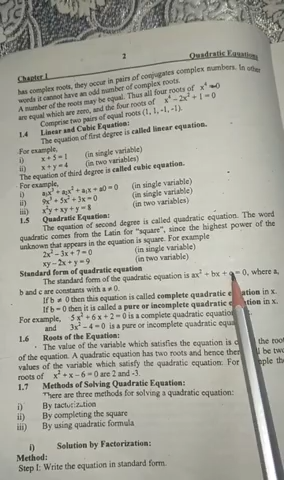 Chapter 1 2 Quadratic Equations
has complex roots, they occur in pairs of conjugates complex numbers. In other
words it cannot have an odd number of complex roots.
A number of the roots may be equal. Thus all four roots of x⁴ = 0
are equal which are zero, and the four roots of x⁴ – 2x² + 1 = 0
Comprise two pairs of equal roots (1, 1, -1, -1).
1.4 Linear and Cubic Equation:
The equation of first degree is called linear equation.
For example,
i) x + 5 = 1 (in single variable)
ii) x + y = 4 (in two variables)
The equation of third degree is called cubic equation.
For example,
i) a₃x³ + a₂x² + a₁x + a0 = 0 (in single variable)
ii) 9x³ + 5x² + 3x = 0 (in single variable)
iii) x²y + xy + y = 8 (in two variables)
1.5 Quadratic Equation:
The equation of second degree is called quadratic equation. The word
quadratic comes from the Latin for "square", since the highest power of the
unknown that appears in the equation is square. For example
2x² – 3x + 7 = 0 (in single variable)
xy – 2x + y = 9 (in two variable)
Standard form of quadratic equation
The standard form of the quadratic equation is ax² + bx + = 0, where a,
b and c are constants with a ≠ 0.
If b ≠ 0 then this equation is called complete quadratic in x.
If b = 0 then it is called a pure or incomplete quadratic in x.
For example, 5 x² + 6 x + 2 = 0 is a complete quadratic
and 3x² – 4 = 0 is a pure or incomplete quadratic
1.6 Roots of the Equation:
The value of the variable which satisfies the equation is the root
of the equation. A quadratic equation has two roots and hence be two
values of the variable which satisfy the quadratic equation. For the
roots of x² + x – 6 = 0 are 2 and -3.
1.7 Methods of Solving Quadratic Equation:
There are three methods for solving a quadratic equation:
i) By factorization
ii) By completing the square
iii) By using quadratic formula
i) Solution by Factorization:
Method:
Step I: Write the equation in standard form.